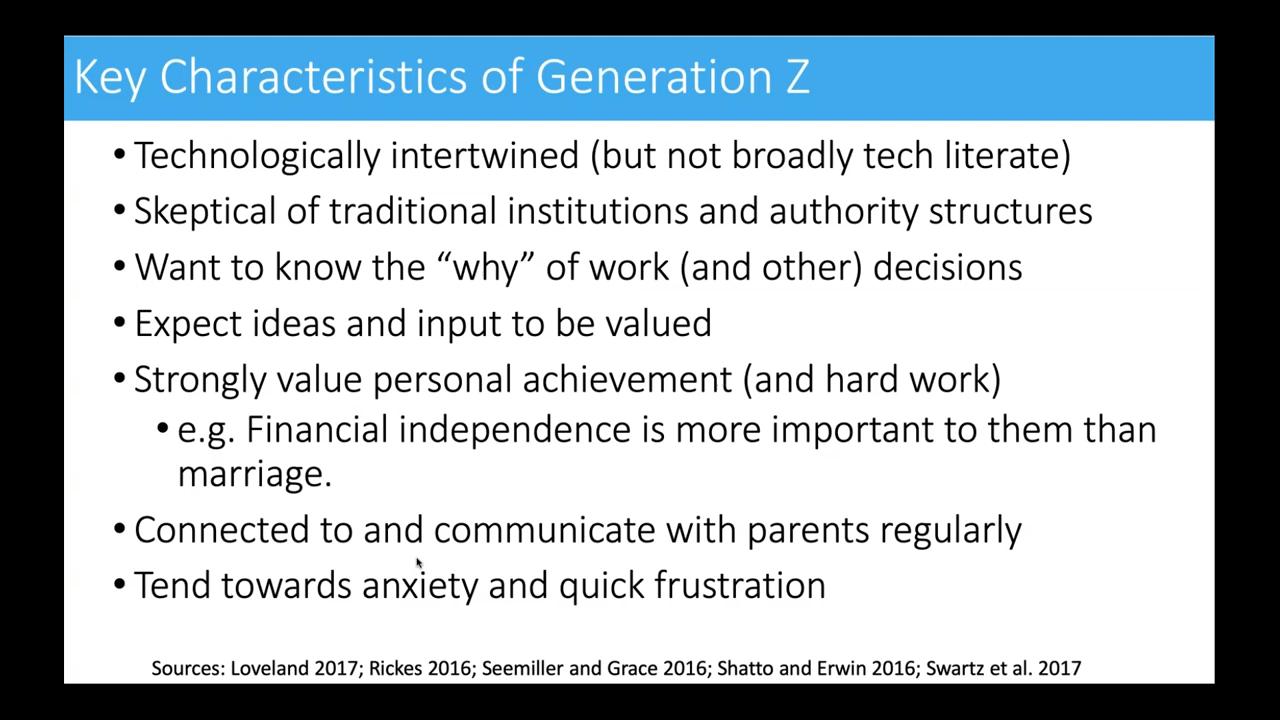 Key Characteristics of Generation Z
• Technologically intertwined (but not broadly tech literate)
• Skeptical of traditional institutions and authority structures
• Want to know the “why” of work (and other) decisions
• Expect ideas and input to be valued
• Strongly value personal achievement (and hard work)
• e.g. Financial independence is more important to them than
marriage.
• Connected to and communicate with parents regularly
• Tend towards anxiety and quick frustration
Sources: Loveland 2017; Rickes 2016; Seemiller and Grace 2016; Shatto and Erwin 2016; Swartz et al. 2017